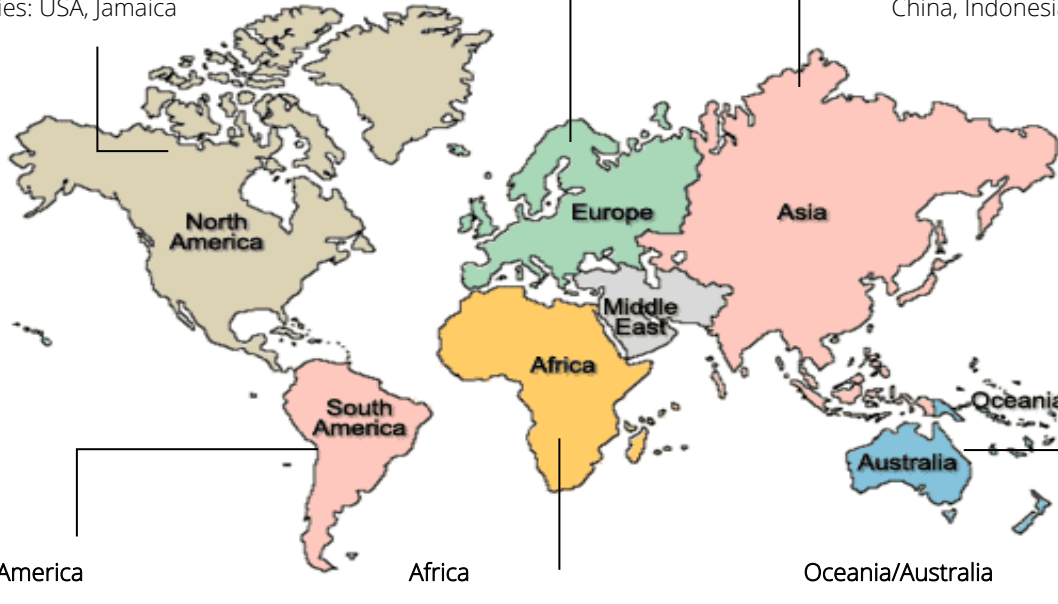 ies: USA, Jamaica
China, Indonesia
North
America
Europe
Asia
Middle
East
Africa
South
America
Oceania
Australia
America
Africa
Oceania/Australia